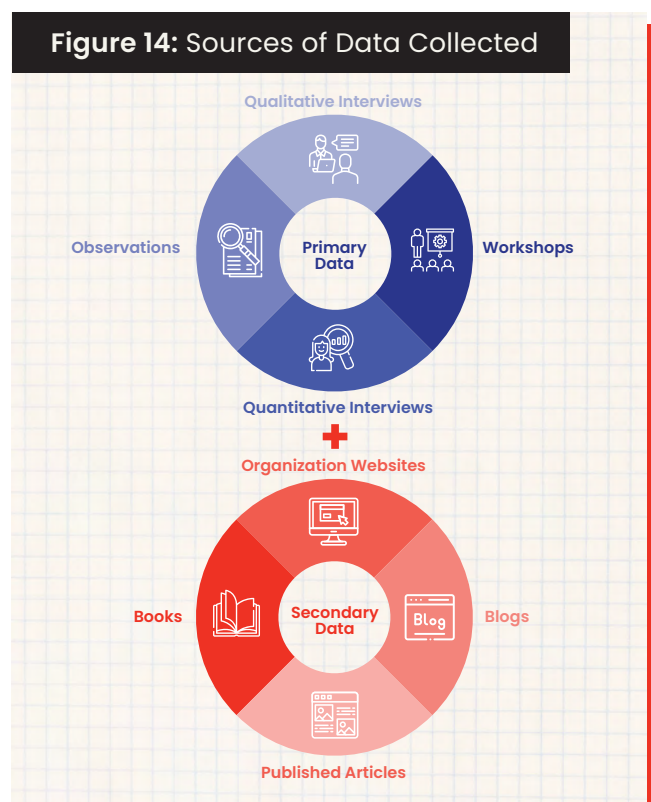 Figure 14: Sources of Data Collected
Qualitative Interviews
Observations
Primary
Data
Workshops
Quantitative Interviews
Organization Websites
Books
Secondary
Data
Blog
Blogs
Published Articles